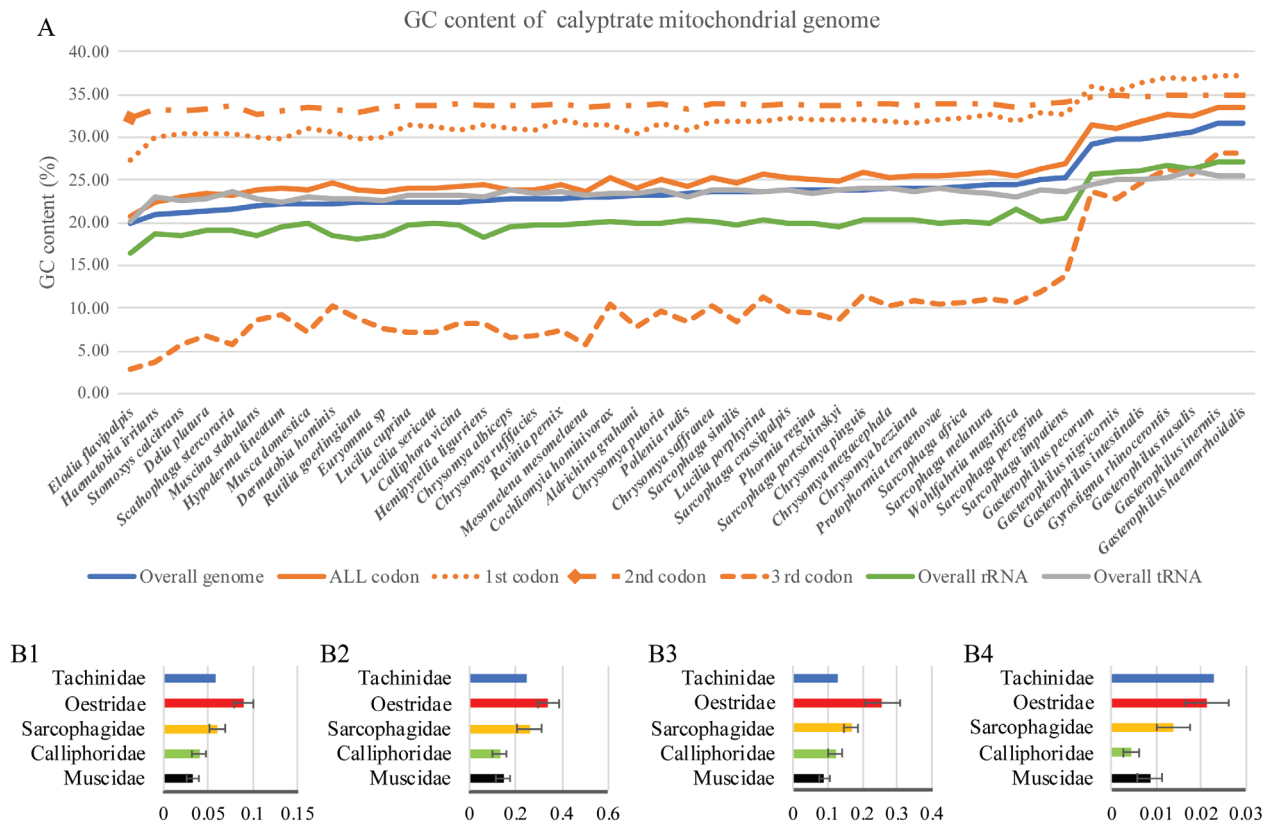 A
GC content of calyptrate mitochondrial genome
GC content (%)
40.00
35.00
30.00
25.00
20.00
15.00
10.00
5.00
0.00
Elolia flavipalpis
Haematobia irritans
Stomoxys calcitrans
Delia platura
Scathophaga stercoraria
Muscina stabulans
Hypoderma lineatum
Musca domestica
Dermatobia hominis
Rutilia goerlingiana
Euryomma sp
Lucilia cuprina
Lucilia sericata
Calliphora vicina
Hemipyrellia ligurriens
Chrysomya albiceps
Chrysomya rufifacies
Ravinia pernix
Mesomelena mesomelaena
Cochliomyia hominivorax
Aldrichina grahami
Chrysomya putoria
Pollenia rudis
Chrysomya saffranea
Sarcophaga similis
Lucilia porphyrina
Sarcophaga crassipalpis
Phormia regina
Sarcophaga portschinskyi
Chrysomya pinguis
Chrysomya megacephala
Chrysomya bezziana
Protophormia terraenovae
Sarcophaga africa
Sarcophaga melanura
Wohlfahrtia magnifica
Sarcophaga peregrina
Sarcophaga impatiens
Gasterophilus pecorum
Gasterophilus nigricornis
Gasterophilus intestinalis
Gyrostigma rhinocerontis
Gasterophilus nasalis
Gasterophilus inermis
Gasterophilus haemorrhoidalis
Overall genome ALL codon 1st codon 2nd codon 3 rd codon Overall rRNA Overall tRNA
B1
Tachinidae
Oestridae
Sarcophagidae
Calliphoridae
Muscidae
0 0.05 0.1 0.15
B2
Tachinidae
Oestridae
Sarcophagidae
Calliphoridae
Muscidae
0 0.2 0.4 0.6
B3
Tachinidae
Oestridae
Sarcophagidae
Calliphoridae
Muscidae
0 0.1 0.2 0.3 0.4
B4
Tachinidae
Oestridae
Sarcophagidae
Calliphoridae
Muscidae
0 0.01 0.02 0.03